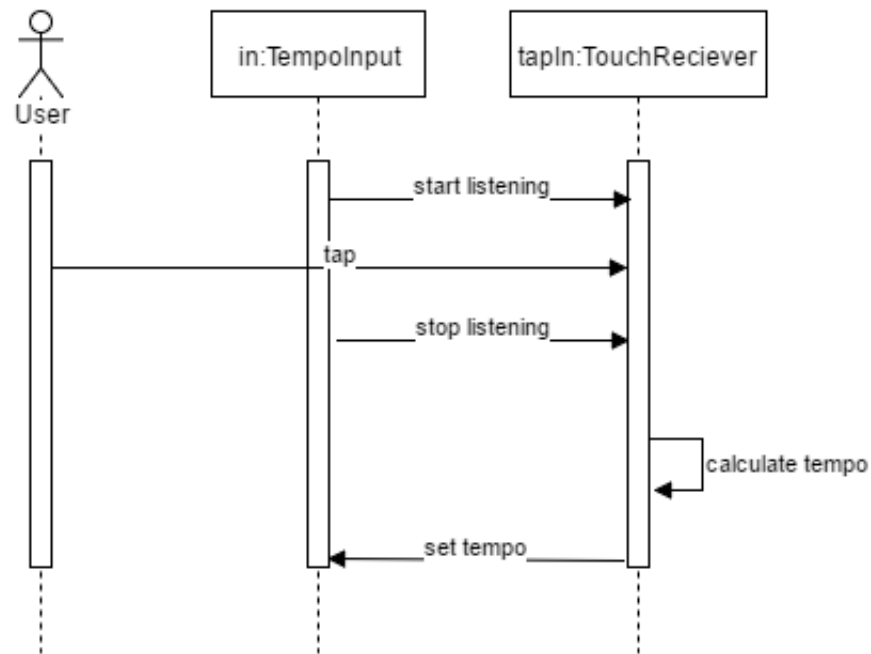 User
in:TempoInput
tapIn:TouchReciever
start listening
tap
stop listening
calculate tempo
set tempo